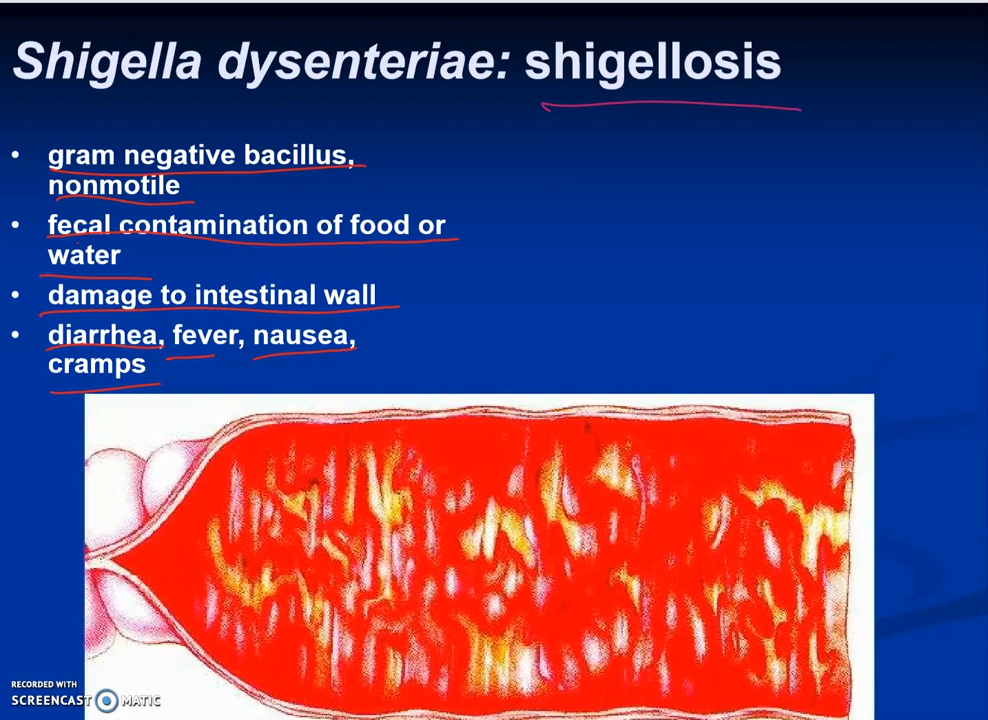 Shigella dysenteriae: shigellosis
• gram negative bacillus,
nonmotile
• fecal contamination of food or
water
• damage to intestinal wall
• diarrhea, fever, nausea,
cramps
RECORDED WITH
SCREENCAST MATIC